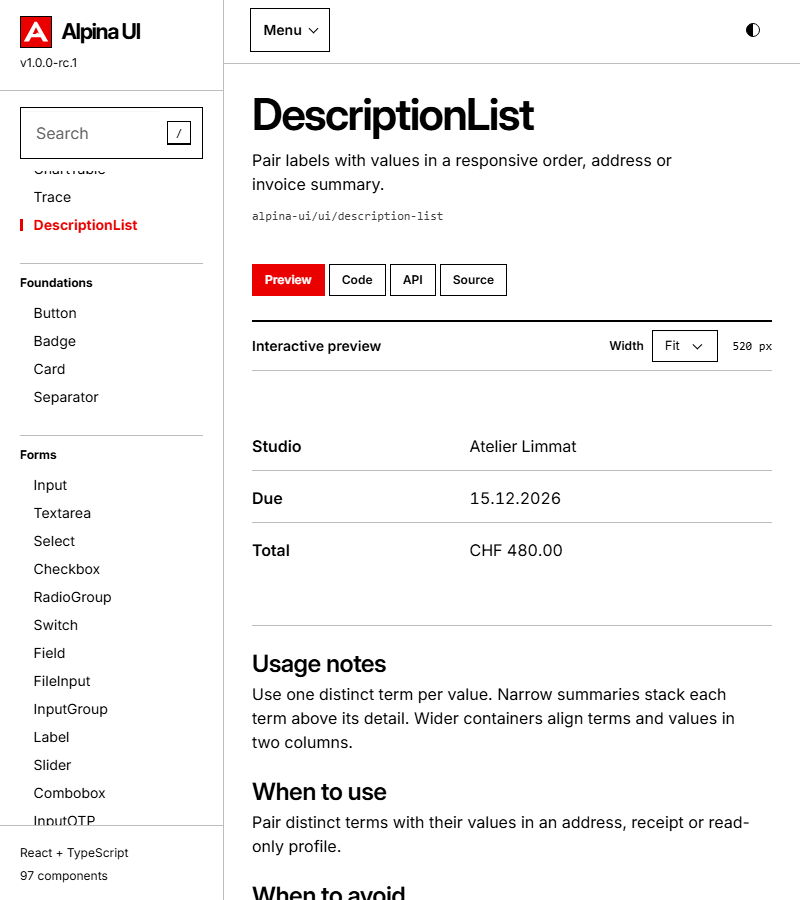 Alpina UI
v1.0.0-rc.1
Search
/
ChartTable
Trace
DescriptionList
Foundations
Button
Badge
Card
Separator
Forms
Input
Textarea
Select
Checkbox
RadioGroup
Switch
Field
FileInput
InputGroup
Label
Slider
Combobox
InputOTP
React + TypeScript
97 components
Menu
DescriptionList
Pair labels with values in a responsive order, address or
invoice summary.
alpina-ui/ui/description-list
Preview Code API Source
Interactive preview Width Fit 520 px
Studio Atelier Limmat
Due 15.12.2026
Total CHF 480.00
Usage notes
Use one distinct term per value. Narrow summaries stack each
term above its detail. Wider containers align terms and values in
two columns.
When to use
Pair distinct terms with their values in an address, receipt or read-
only profile.
When to avoid